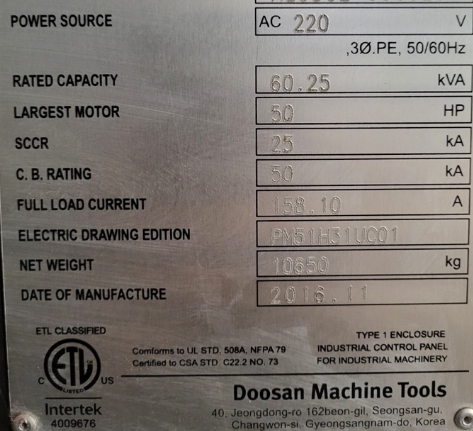 POWER SOURCE AC 220 V
,3Ø.PE, 50/60Hz
RATED CAPACITY 60.25 kVA
LARGEST MOTOR 50 HP
SCCR 25 kA
C. B. RATING 50 kA
FULL LOAD CURRENT 158.10 A
ELECTRIC DRAWING EDITION PM51H31UC01
NET WEIGHT 10650 kg
DATE OF MANUFACTURE 2016.11
ETL CLASSIFIED
ETL
LISTED
C US
Intertek
4009676
Comforms to UL STD. 508A, NFPA 79
Certified to CSA STD. C22.2 NO. 73
TYPE 1 ENCLOSURE
INDUSTRIAL CONTROL PANEL
FOR INDUSTRIAL MACHINERY
Doosan Machine Tools
40, Jeongdong-ro 162beon-gil, Seongsan-gu,
Changwon-si, Gyeongsangnam-do, Korea